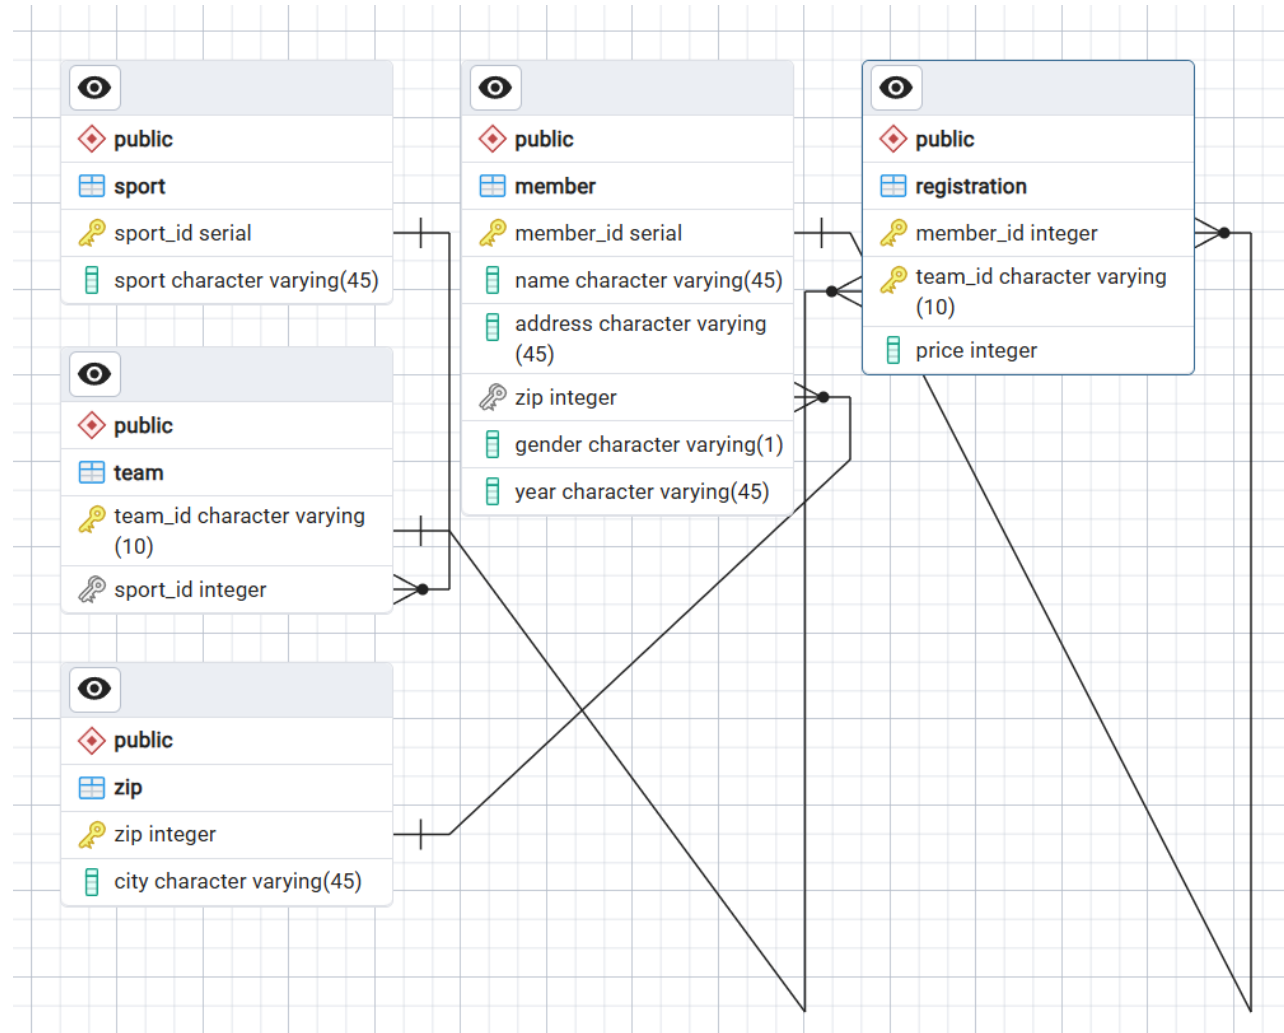 public
sport
sport_id serial
sport character varying(45)
public
team
team_id character varying
(10)
sport_id integer
public
zip
zip integer
city character varying(45)
public
member
member_id serial
name character varying(45)
address character varying
(45)
zip integer
gender character varying(1)
year character varying(45)
public
registration
member_id integer
team_id character varying
(10)
price integer